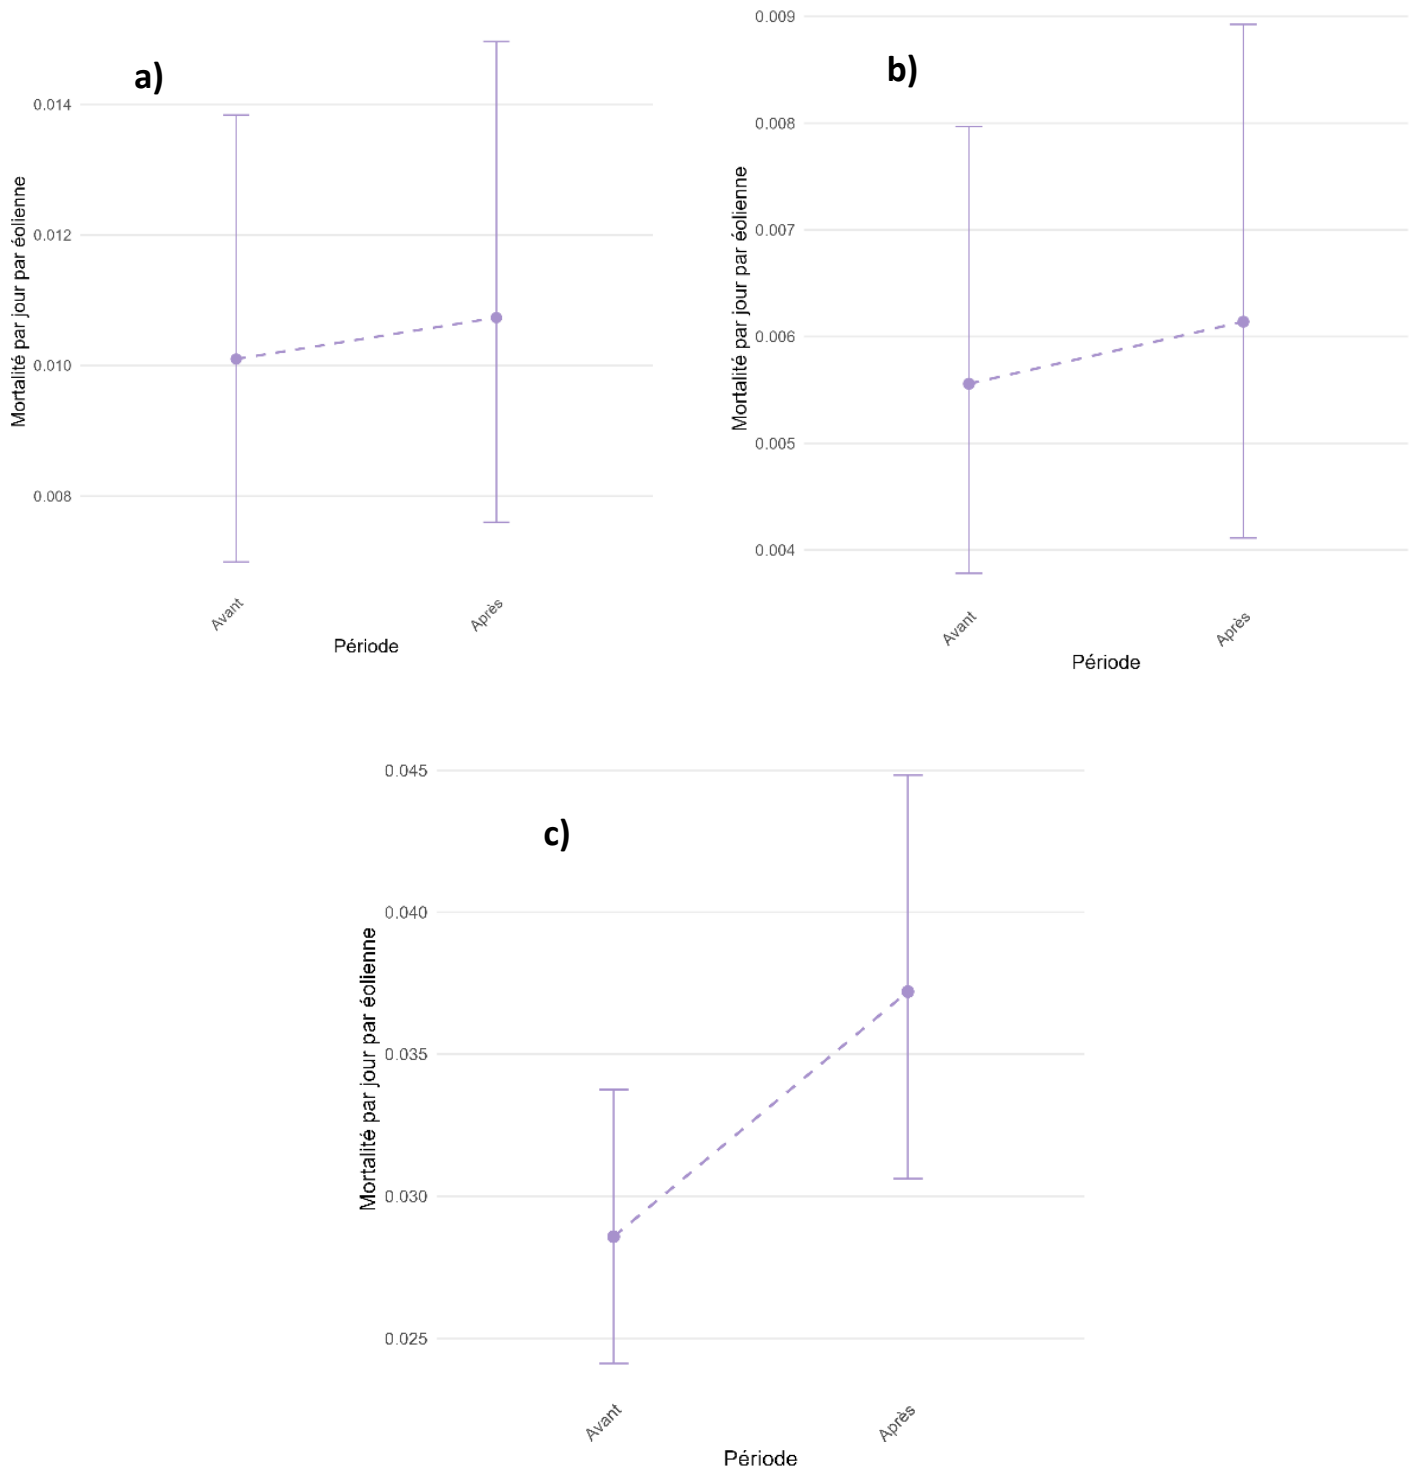 a)
0.014
0.012
0.010
0.008
Mortalité par jour par éolienne
Avant
Après
Période
b)
0.009
0.008
0.007
0.006
0.005
0.004
Mortalité par jour par éolienne
Avant
Après
Période
c)
0.045
0.040
0.035
0.030
0.025
Mortalité par jour par éolienne
Avant
Après
Période